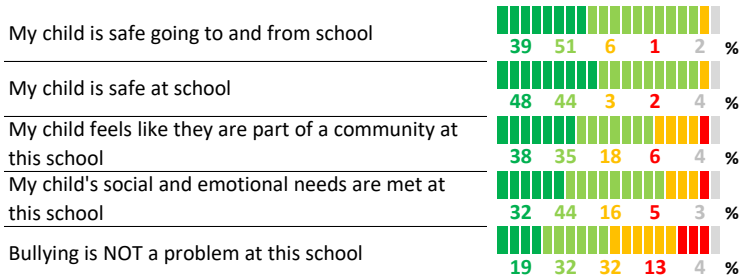 My child is safe going to and from school
39 51 6 1 2 %
My child is safe at school
48 44 3 2 4 %
My child feels like they are part of a community at
this school
38 35 18 6 4 %
My child's social and emotional needs are met at
this school
32 44 16 5 3 %
Bullying is NOT a problem at this school
19 32 32 13 4 %